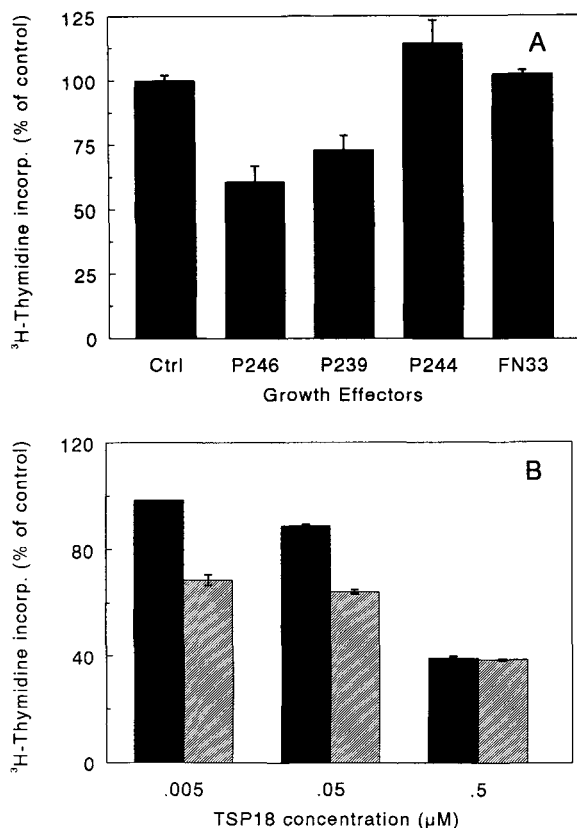 A
³H-Thymidine incorp. (% of control)
125
100
75
50
25
0
Ctrl P246 P239 P244 FN33
Growth Effectors
B
³H-Thymidine incorp. (% of control)
120
80
40
0
.005 .05 .5
TSP18 concentration (µM)